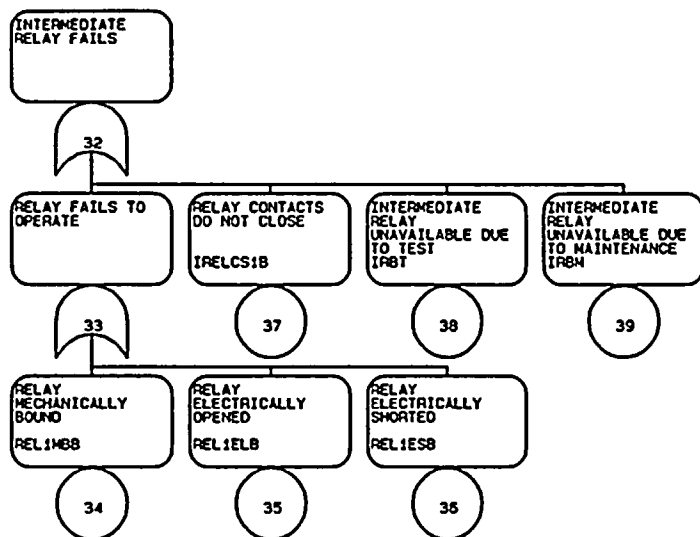 INTERMEDIATE
RELAY FAILS
32
RELAY FAILS TO
OPERATE
33
RELAY CONTACTS
DO NOT CLOSE
IRELCS1B
37
INTERMEDIATE
RELAY
UNAVAILABLE DUE
TO TEST
IRBT
38
INTERMEDIATE
RELAY
UNAVAILABLE DUE
TO MAINTENANCE
IRBM
39
RELAY
MECHANICALLY
BOUND
REL1MBB
34
RELAY
ELECTRICALLY
OPENED
REL1ELB
35
RELAY
ELECTRICALLY
SHORTED
REL1ESB
36